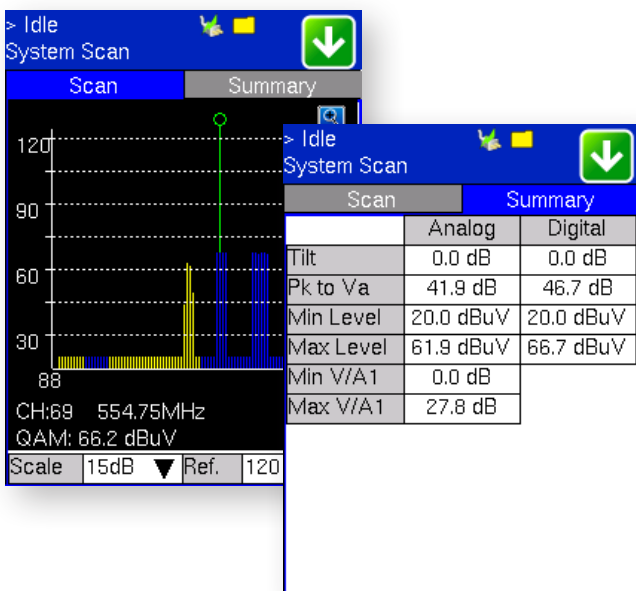 > Idle
System Scan
Scan Summary
120
90
60
30
88
CH:69 554.75MHz
QAM: 66.2 dBuV
Scale 15dB Ref. 120
> Idle
System Scan
Scan Summary
Analog Digital
Tilt 0.0 dB 0.0 dB
Pk to Va 41.9 dB 46.7 dB
Min Level 20.0 dBuV 20.0 dBuV
Max Level 61.9 dBuV 66.7 dBuV
Min V/A1 0.0 dB
Max V/A1 27.8 dB